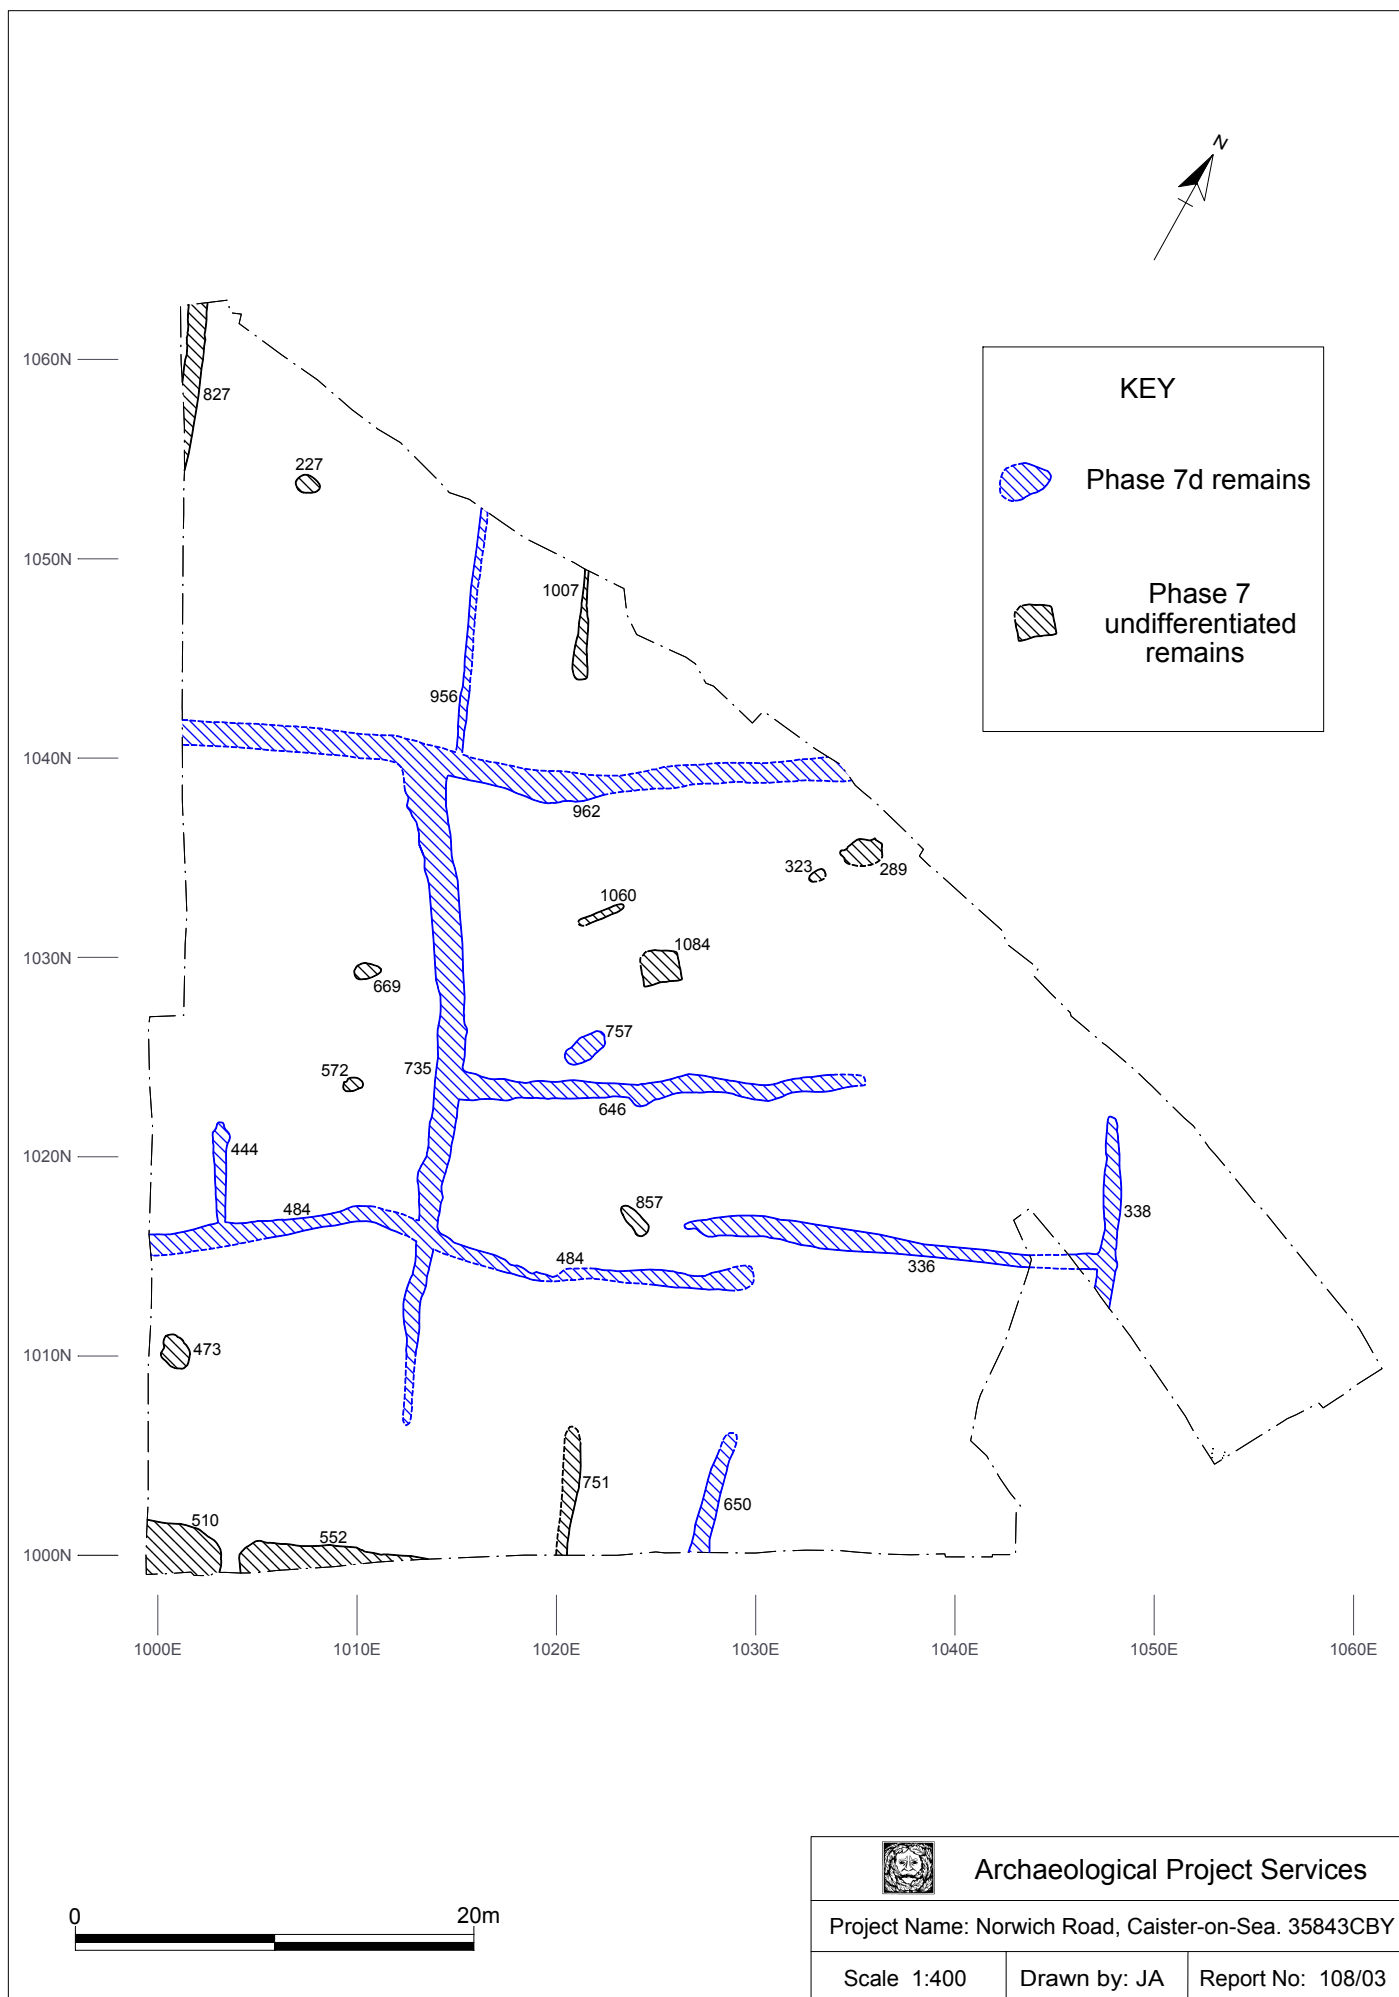 N
1060N
827
227
KEY
Phase 7d remains
1050N
1007
Phase 7
undifferentiated
remains
956
1040N
962
323
289
1060
1084
1030N
669
757
572
735
646
444
1020N
484
857
338
484
336
473
1010N
751
650
510
552
1000N
1000E
1010E
1020E
1030E
1040E
1050E
1060E
Archaeological Project Services
0
20m
Project Name: Norwich Road, Caister-on-Sea. 35843CBY
Scale 1:400
Drawn by: JA
Report No: 108/03